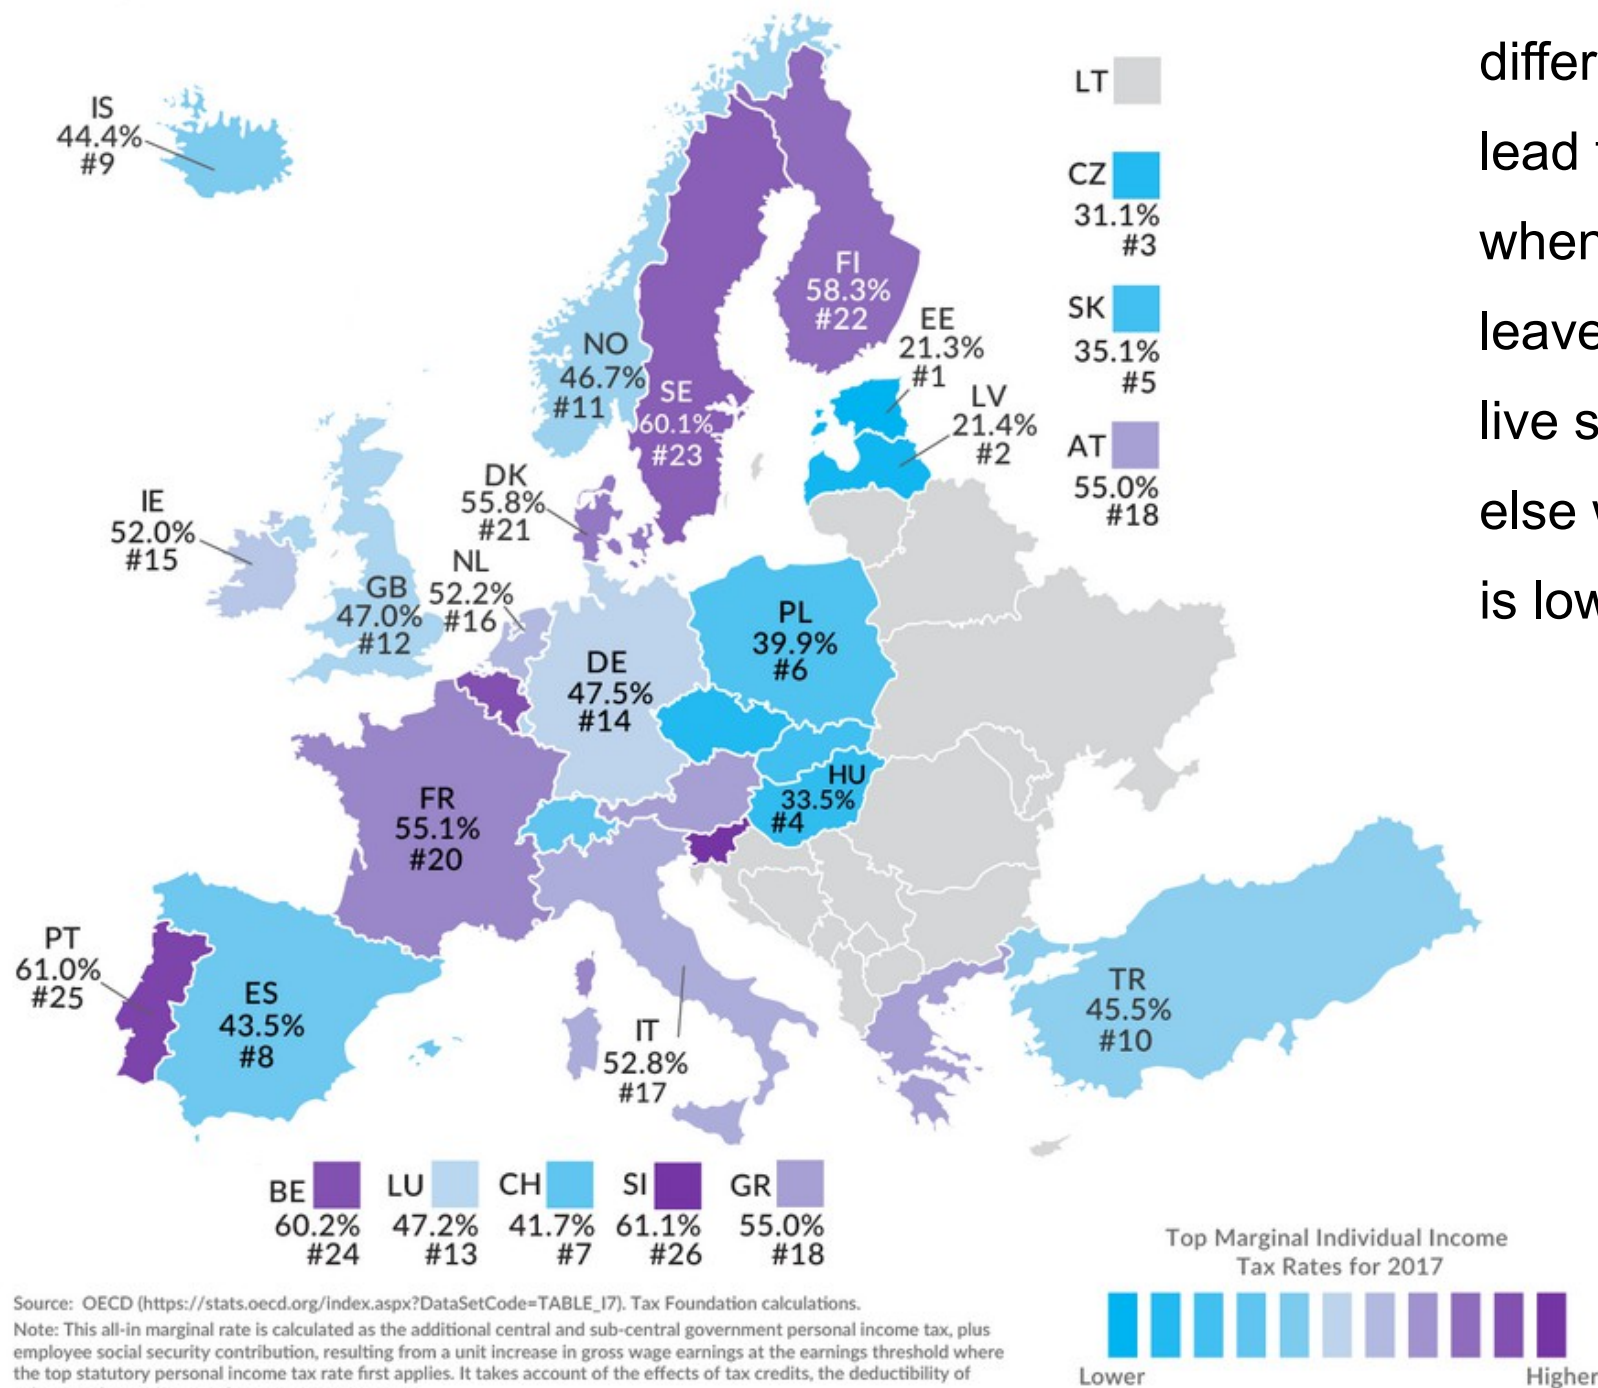 IS
44.4%
#9
LT
CZ
31.1%
#3
SK
35.1%
#5
AT
55.0%
#18
FI
58.3%
#22
EE
21.3%
#1
LV
21.4%
#2
NO
46.7%
#11
SE
60.1%
#23
DK
55.8%
#21
IE
52.0%
#15
GB
47.0%
#12
NL
52.2%
#16
DE
47.5%
#14
PL
39.9%
#6
HU
33.5%
#4
FR
55.1%
#20
PT
61.0%
#25
ES
43.5%
#8
IT
52.8%
#17
TR
45.5%
#10
BE
60.2%
#24
LU
47.2%
#13
CH
41.7%
#7
SI
61.1%
#26
GR
55.0%
#18
Top Marginal Individual Income
Tax Rates for 2017
Lower
Higher
Source: OECD (https://stats.oecd.org/index.aspx?DataSetCode=TABLE_I7). Tax Foundation calculations.
Note: This all-in marginal rate is calculated as the additional central and sub-central government personal income tax, plus
employee social security contribution, resulting from a unit increase in gross wage earnings at the earnings threshold where
the top statutory personal income tax rate first applies. It takes account of the effects of tax credits, the deductibility of
differ
lead
when
leave
live s
else
is low